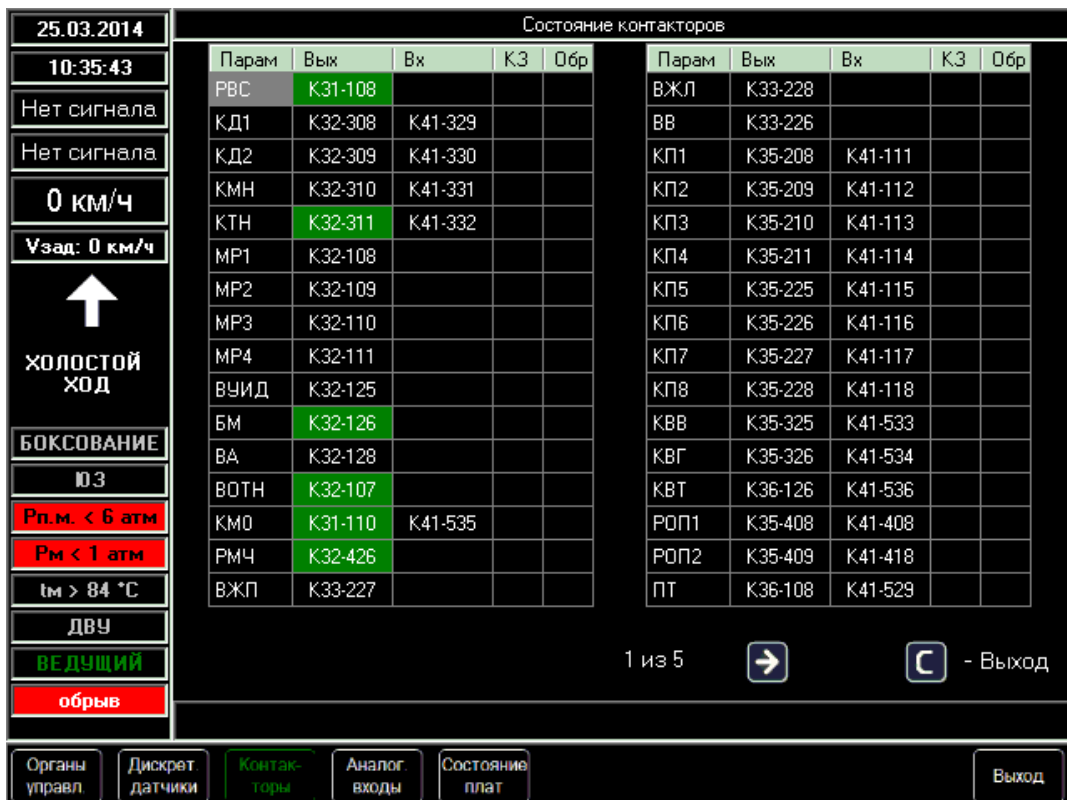 25.03.2014
10:35:43
Нет сигнала
Нет сигнала
0 км/ч
Vзад: 0 км/ч
ХОЛОСТОЙ
ХОД
БОКСОВАНИЕ
ЮЗ
Рп.м. < 6 атм
Рм < 1 атм
tм > 84 °C
ДВУ
ВЕДУЩИЙ
обрыв
Состояние контакторов
Парам Вых Вх К.З Обр
РВС К31-108
КД1 К32-308 К41-329
КД2 К32-309 К41-330
КМН К32-310 К41-331
КТН К32-311 К41-332
МР1 К32-108
МР2 К32-109
МР3 К32-110
МР4 К32-111
ВУИД К32-125
БМ К32-126
ВА К32-128
ВОТН К32-107
КМО К31-110 К41-535
РМЧ К32-426
ВЖП К33-227
Парам Вых Вх К.З Обр
ВЖЛ К33-228
ВВ К33-226
КП1 К35-208 К41-111
КП2 К35-209 К41-112
КП3 К35-210 К41-113
КП4 К35-211 К41-114
КП5 К35-225 К41-115
КП6 К35-226 К41-116
КП7 К35-227 К41-117
КП8 К35-228 К41-118
КВВ К35-325 К41-533
КВГ К35-326 К41-534
КВТ К36-126 К41-536
РОП1 К35-408 К41-408
РОП2 К35-409 К41-418
ПТ К36-108 К41-529
1 из 5 C - Выход
Органы
управл.
Дискрет.
датчики
Контак-
торы
Аналог.
входы
Состояние
плат
Выход